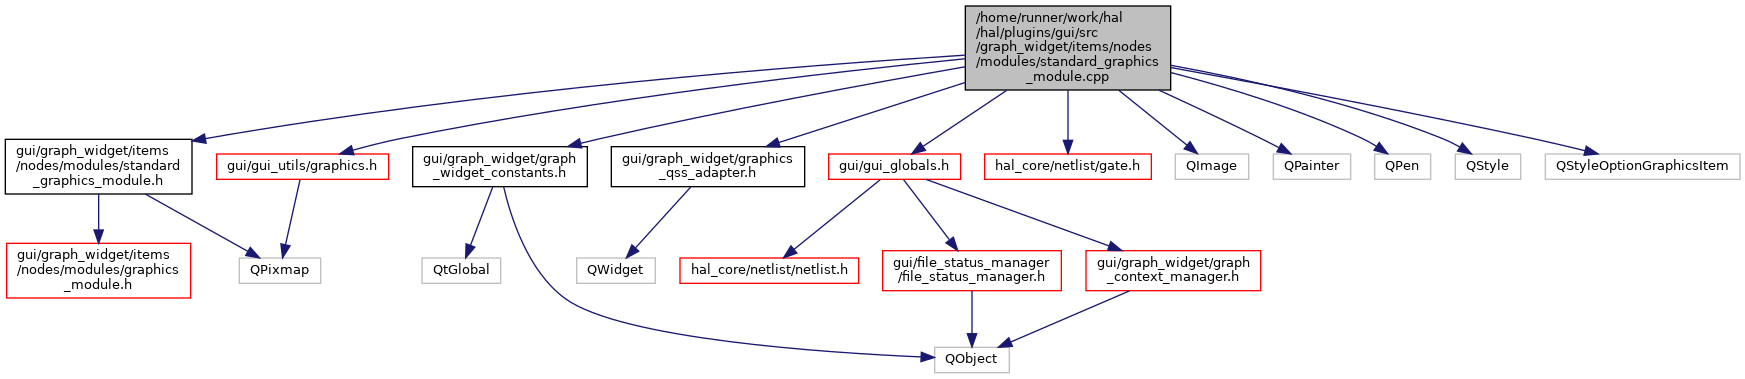 /home/runner/work/hal
/hal/plugins/gui/src
/graph_widget/items/nodes
/modules/standard_graphics
_module.cpp
gui/graph_widget/items
/nodes/modules/standard
_graphics_module.h
gui/gui_utils/graphics.h
gui/graph_widget/graph
_widget_constants.h
gui/graph_widget/graphics
_qss_adapter.h
gui/gui_globals.h
hal_core/netlist/gate.h
QImage
QPainter
QPen
QStyle
QStyleOptionGraphicsItem
gui/graph_widget/items
/nodes/modules/graphics
_module.h
QPixmap
QtGlobal
QWidget
hal_core/netlist/netlist.h
gui/file_status_manager
/file_status_manager.h
gui/graph_widget/graph
_context_manager.h
QObject